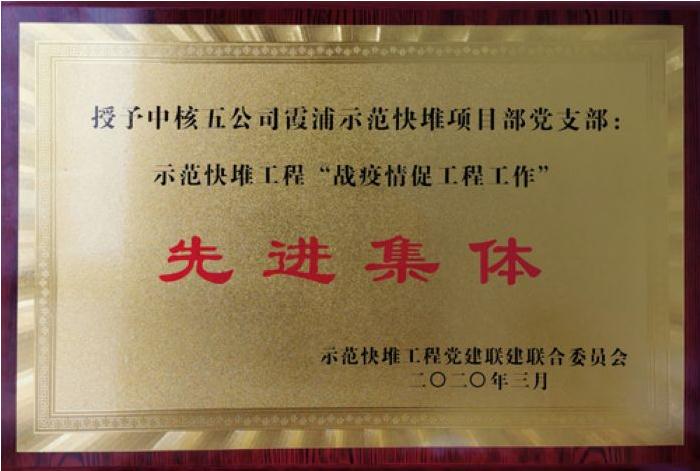 授予中核五公司霞浦示范快堆项目部党支部：
示范快堆工程“战疫情促工程工作”
先进集体
示范快堆工程党建联建联合委员会
二〇二〇年三月